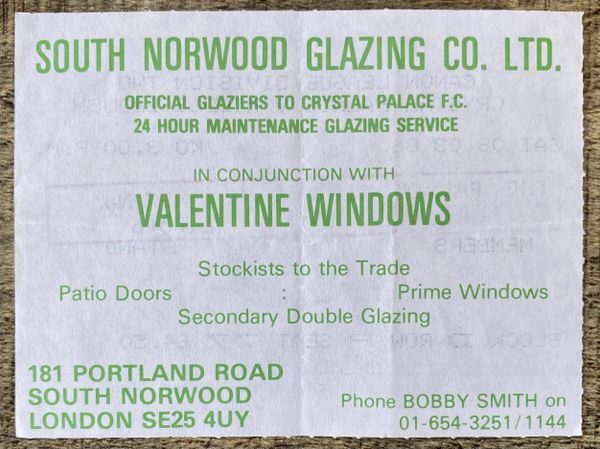 SOUTH NORWOOD GLAZING CO. LTD.
OFFICIAL GLAZIERS TO CRYSTAL PALACE F.C.
24 HOUR MAINTENANCE GLAZING SERVICE
IN CONJUNCTION WITH
VALENTINE WINDOWS
Stockists to the Trade
Patio Doors : Prime Windows
Secondary Double Glazing
181 PORTLAND ROAD
SOUTH NORWOOD
LONDON SE25 4UY
Phone BOBBY SMITH on
01-654-3251/1144